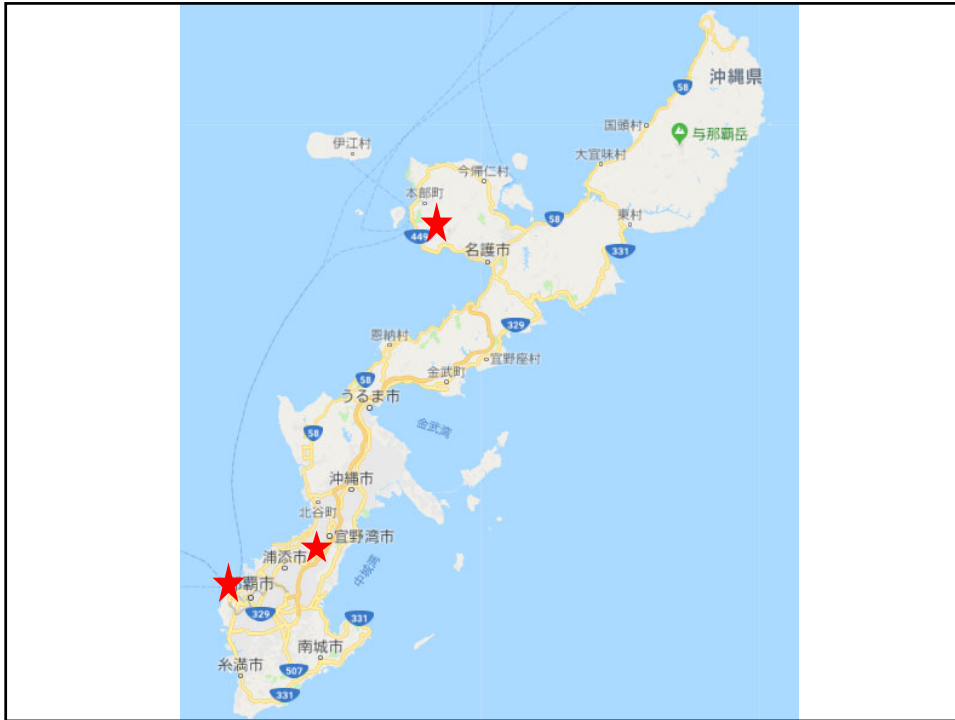 沖縄県
58
国頭村
与那覇岳
伊江村
大宜味村
今帰仁村
本部町
58
東村
449
名護市
331
329
恩納村
宜野座村
金武町
58
うるま市
金武湾
58
沖縄市
北谷町
宜野湾市
浦添市
中城湾
覇市
329
331
南城市
糸満市
507
331